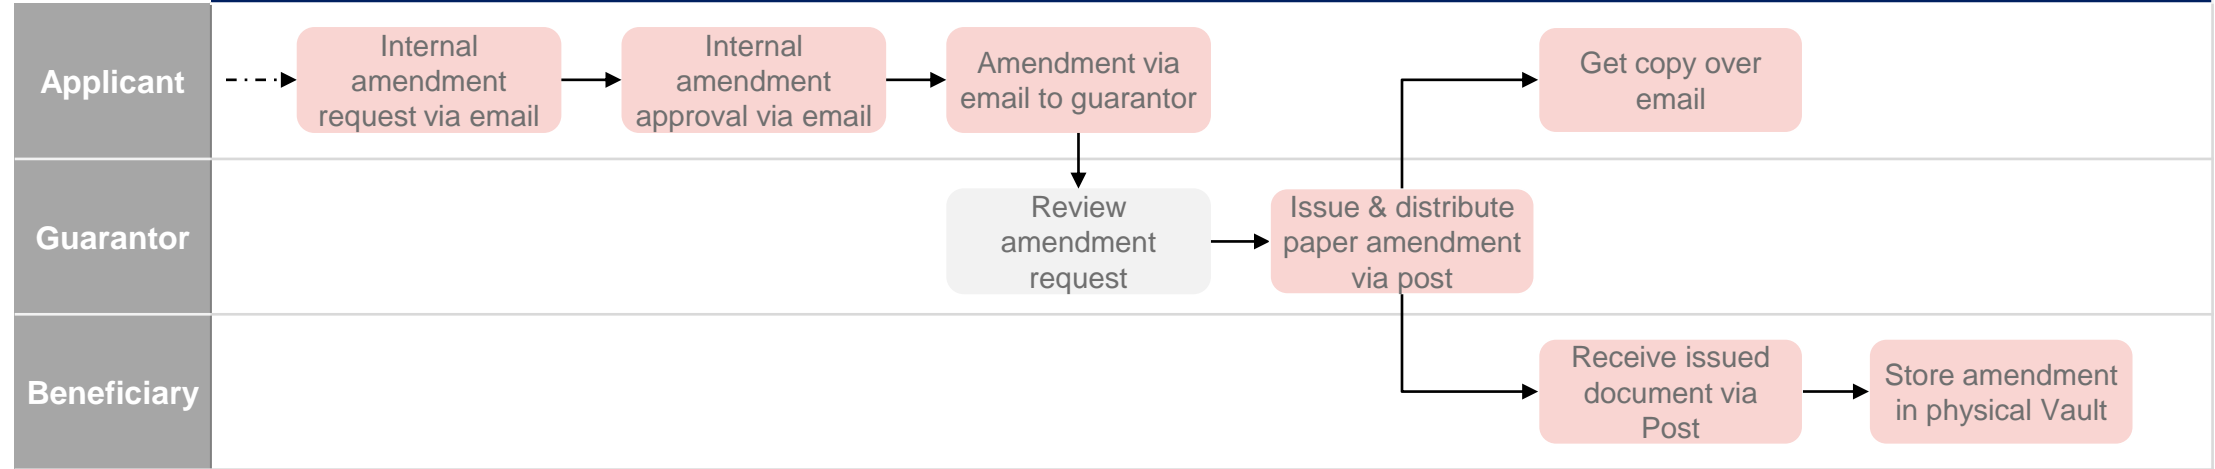 Applicant
Internal
amendment
request via email
Internal
amendment
approval via email
Amendment via
email to guarantor
Get copy over
email
Guarantor
Review
amendment
request
Issue & distribute
paper amendment
via post
Beneficiary
Receive issued
document via
Post
Store amendment
in physical Vault